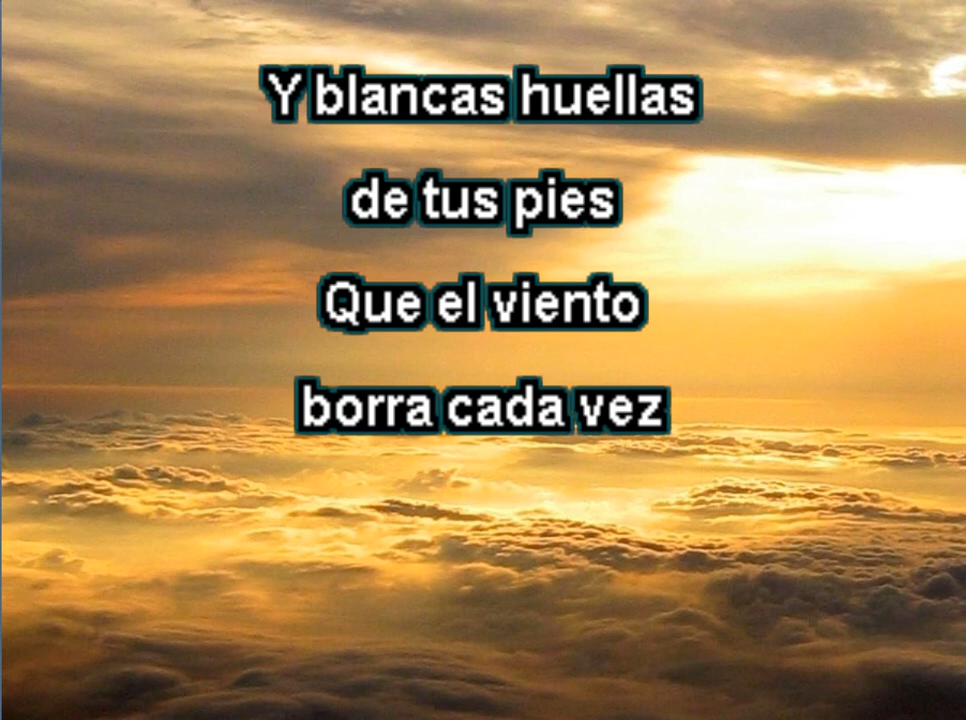 Y blancas huellas
de tus pies
Que el viento
borra cada vez